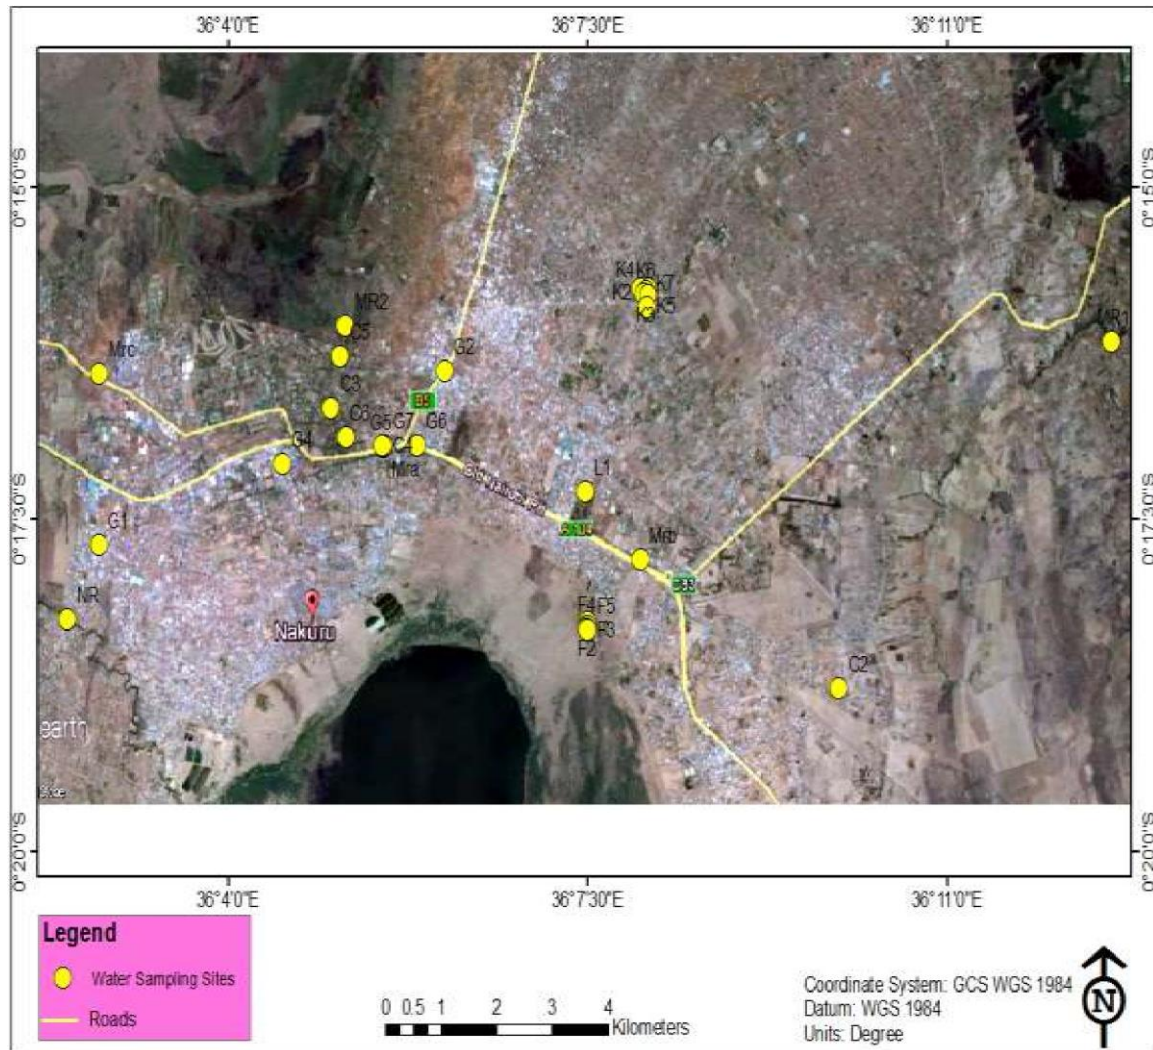 36°4'0"E 36°7'30"E 36°11'0"E
0°15'0"S 0°15'0"S
K4 K6
K7
K2
K5
MR2
C5
MR1
Mrc
G2
C3
B5
C6
G5 G7 G6
G4
C4
Mra
L1
0°17'30"S 0°17'30"S
G1
Mrb
NR
F4 F5
F3
F2
Nakuru
C2
earth
0°20'0"S 0°20'0"S
36°4'0"E 36°7'30"E 36°11'0"E
Legend
Water Sampling Sites
Roads
0 0.5 1 2 3 4
Kilometers
Coordinate System: GCS WGS 1984
Datum: WGS 1984
Units: Degree
N